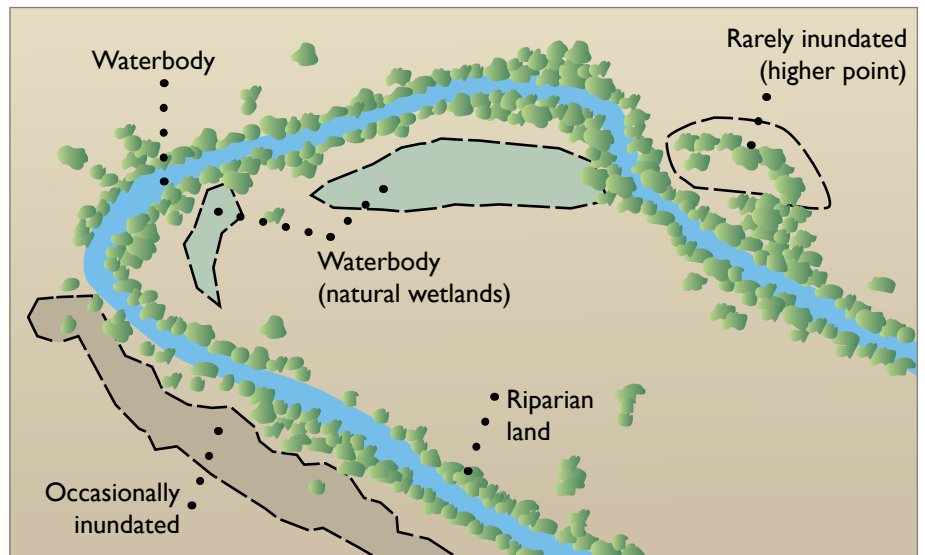 Waterbody
Rarely inundated
(higher point)
Waterbody
(natural wetlands)
Riparian
land
Occasionally
inundated